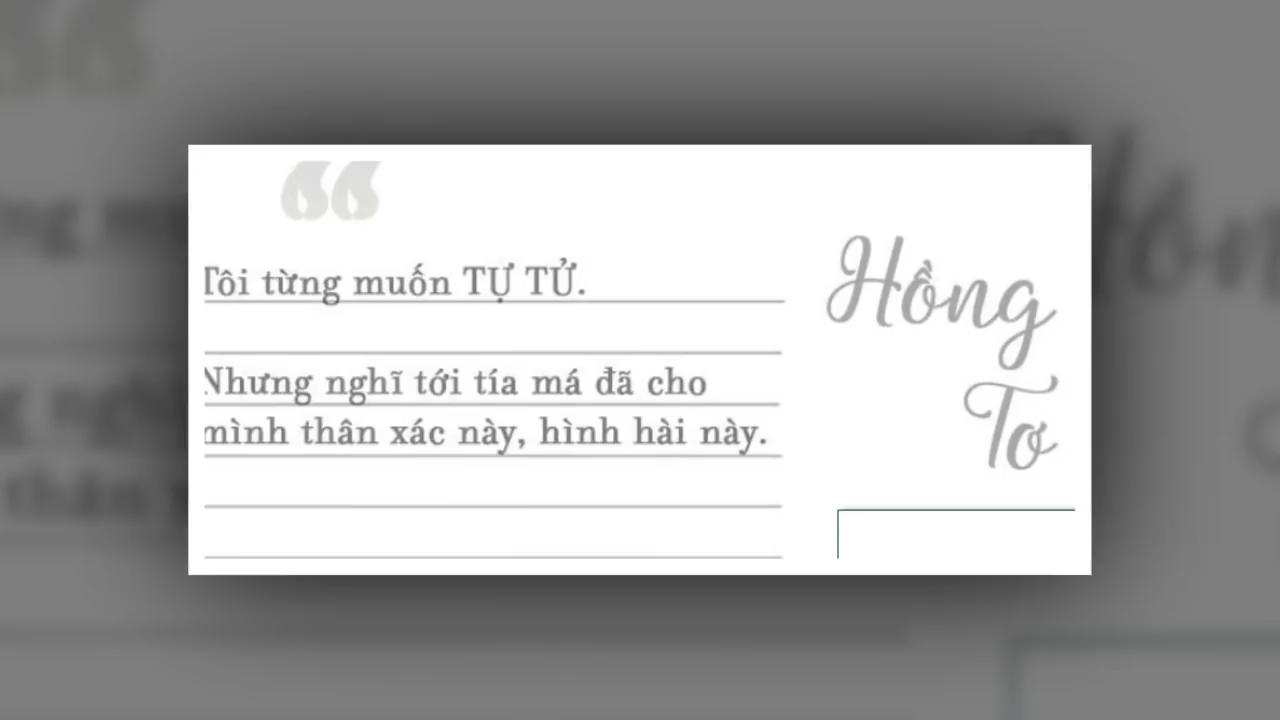 Tôi từng muốn TỰ TỬ.
Nhưng nghĩ tới tía má đã cho
mình thân xác này, hình hài này.
Hồng
Tơ